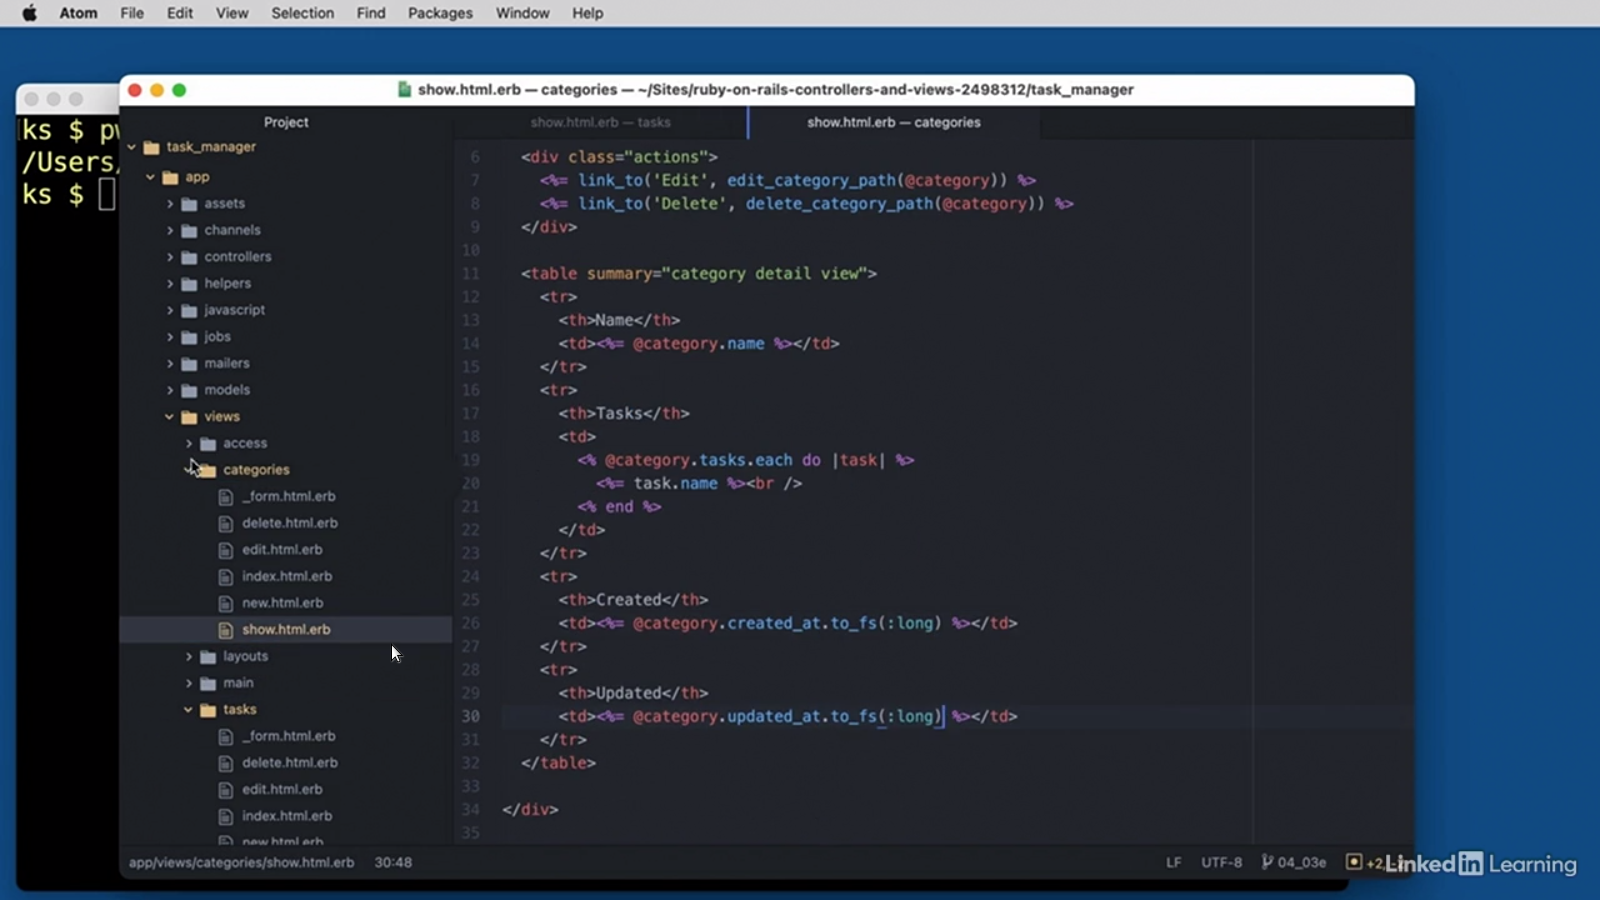 Atom File Edit View Selection Find Packages Window Help
show.html.erb — categories — ~/Sites/ruby-on-rails-controllers-and-views-2498312/task_manager
ks $
/Users/
ks $
Project
task_manager
app
assets
channels
controllers
helpers
javascript
jobs
mailers
models
views
access
categories
_form.html.erb
delete.html.erb
edit.html.erb
index.html.erb
new.html.erb
show.html.erb
layouts
main
tasks
_form.html.erb
delete.html.erb
edit.html.erb
index.html.erb
new.html.erb
show.html.erb — tasks
show.html.erb — categories
6 <div class="actions">
7 <%= link_to('Edit', edit_category_path(@category)) %>
8 <%= link_to('Delete', delete_category_path(@category)) %>
9 </div>
10
11 <table summary="category detail view">
12 <tr>
13 <th>Name</th>
14 <td><%= @category.name %></td>
15 </tr>
16 <tr>
17 <th>Tasks</th>
18 <td>
19 <% @category.tasks.each do |task| %>
20 <%= task.name %><br />
21 <% end %>
22 </td>
23 </tr>
24 <tr>
25 <th>Created</th>
26 <td><%= @category.created_at.to_fs(:long) %></td>
27 </tr>
28 <tr>
29 <th>Updated</th>
30 <td><%= @category.updated_at.to_fs(:long) %></td>
31 </tr>
32 </table>
33
34 </div>
35
app/views/categories/show.html.erb 30:48 LF UTF-8 04_03e +2
LinkedIn Learning